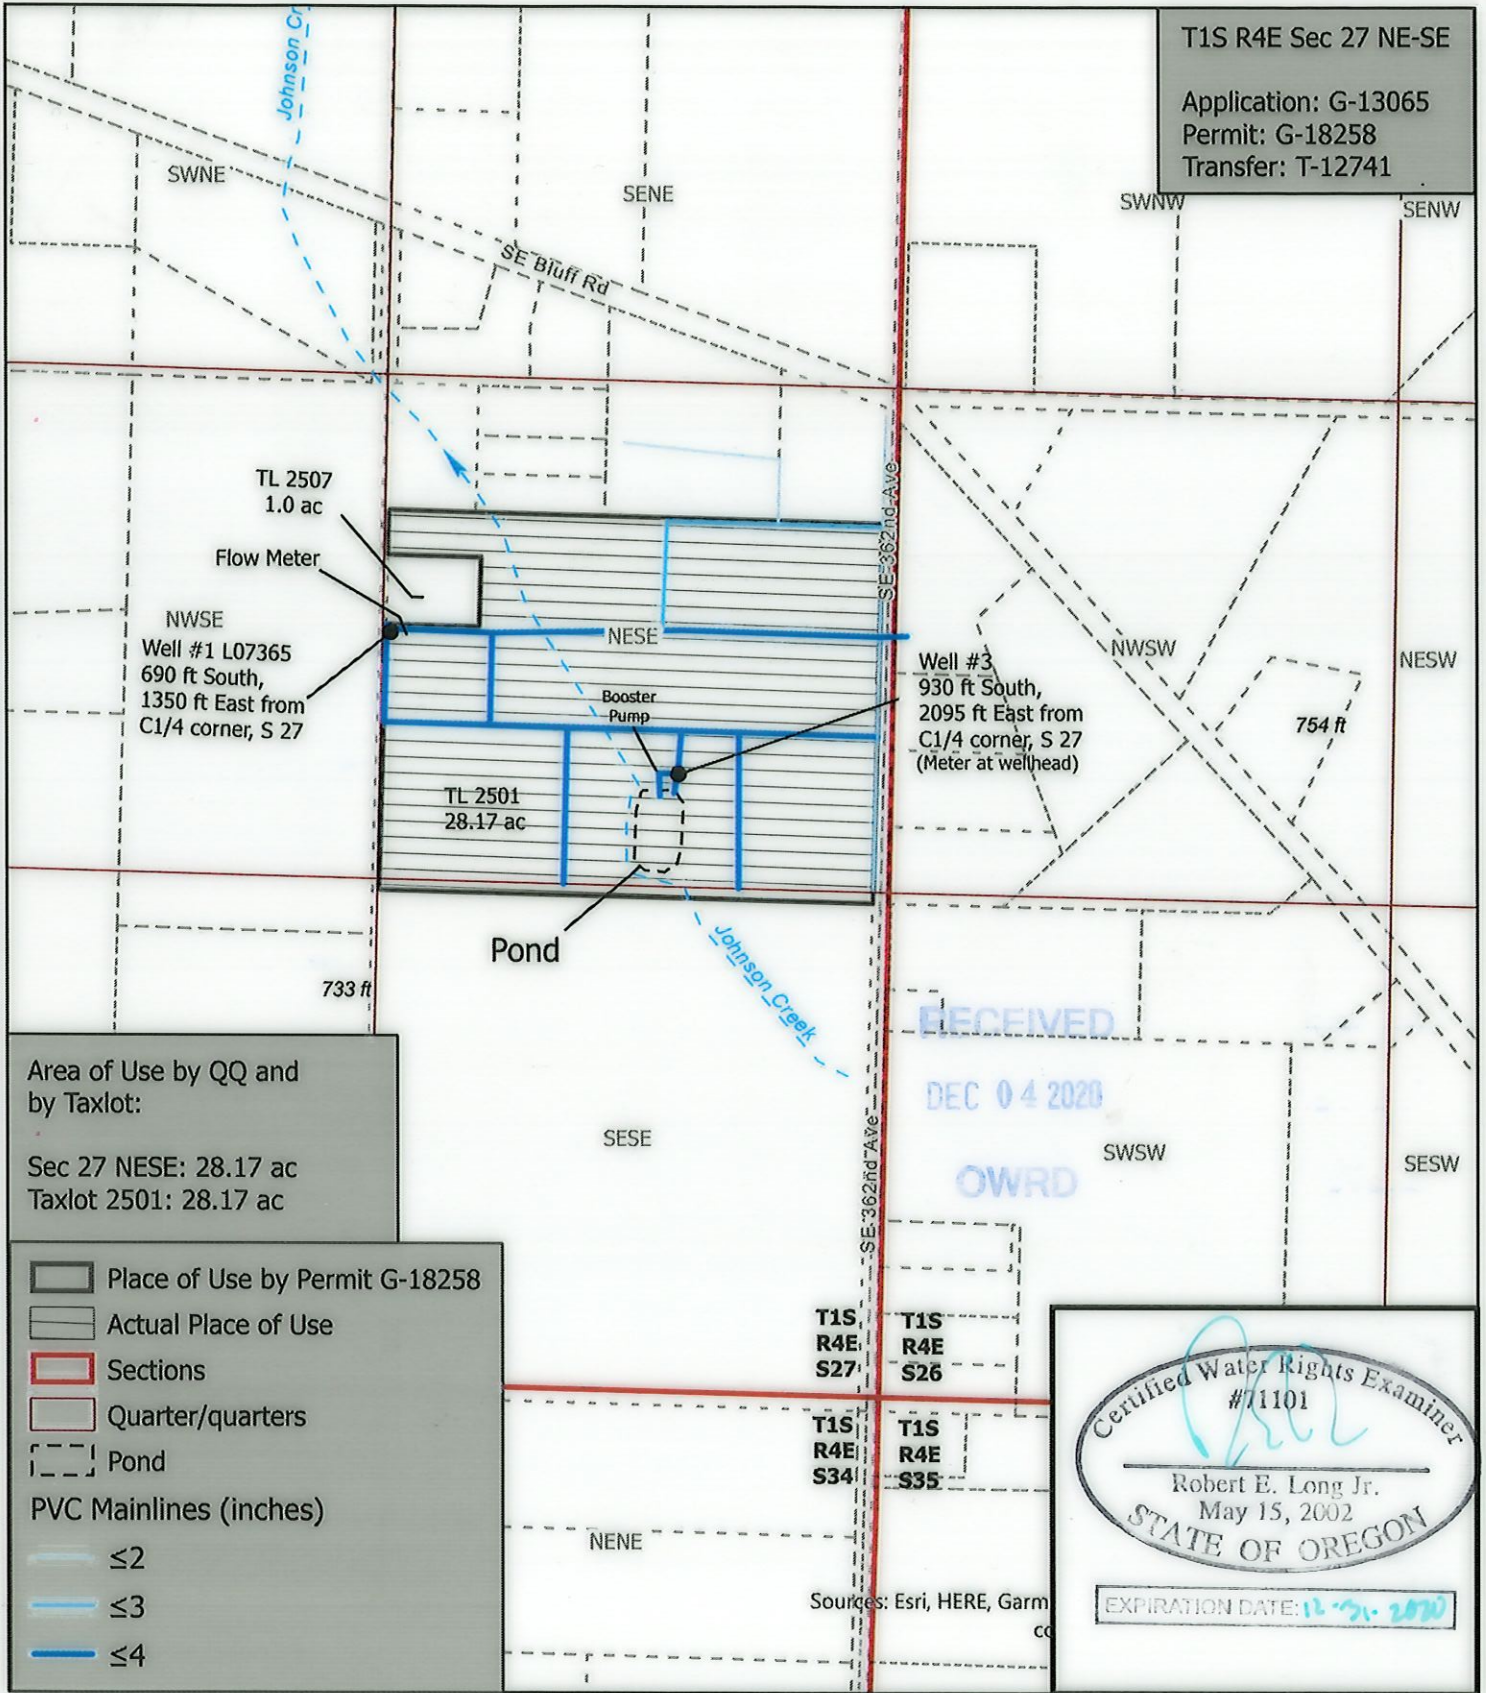 T1S R4E Sec 27 NE-SE
Application: G-13065
Permit: G-18258
Transfer: T-12741
Johnson Cr
SWNE
SENE
SWNW
SENW
SE Bluff Rd
TL 2507
1.0 ac
Flow Meter
SE 362nd Ave
NWSE
NESE
NWSW
NESW
Well #1 L07365
690 ft South,
1350 ft East from
C1/4 corner, S 27
Booster
Pump
Well #3
930 ft South,
2095 ft East from
C1/4 corner, S 27
(Meter at wellhead)
754 ft
TL 2501
28.17 ac
Pond
Johnson Creek
733 ft
RECEIVED
DEC 04 2020
OWRD
Area of Use by QQ and
by Taxlot:
Sec 27 NESE: 28.17 ac
Taxlot 2501: 28.17 ac
SESE
SE 362nd Ave
SWSW
SESW
Place of Use by Permit G-18258
Actual Place of Use
Sections
Quarter/quarters
Pond
PVC Mainlines (inches)
≤2
≤3
≤4
T1S
R4E
S27
T1S
R4E
S26
T1S
R4E
S34
T1S
R4E
S35
NENE
Sources: Esri, HERE, Garm
co
Certified Water Rights Examiner
#71101
Robert E. Long Jr.
May 15, 2002
STATE OF OREGON
EXPIRATION DATE: 12-31-2020